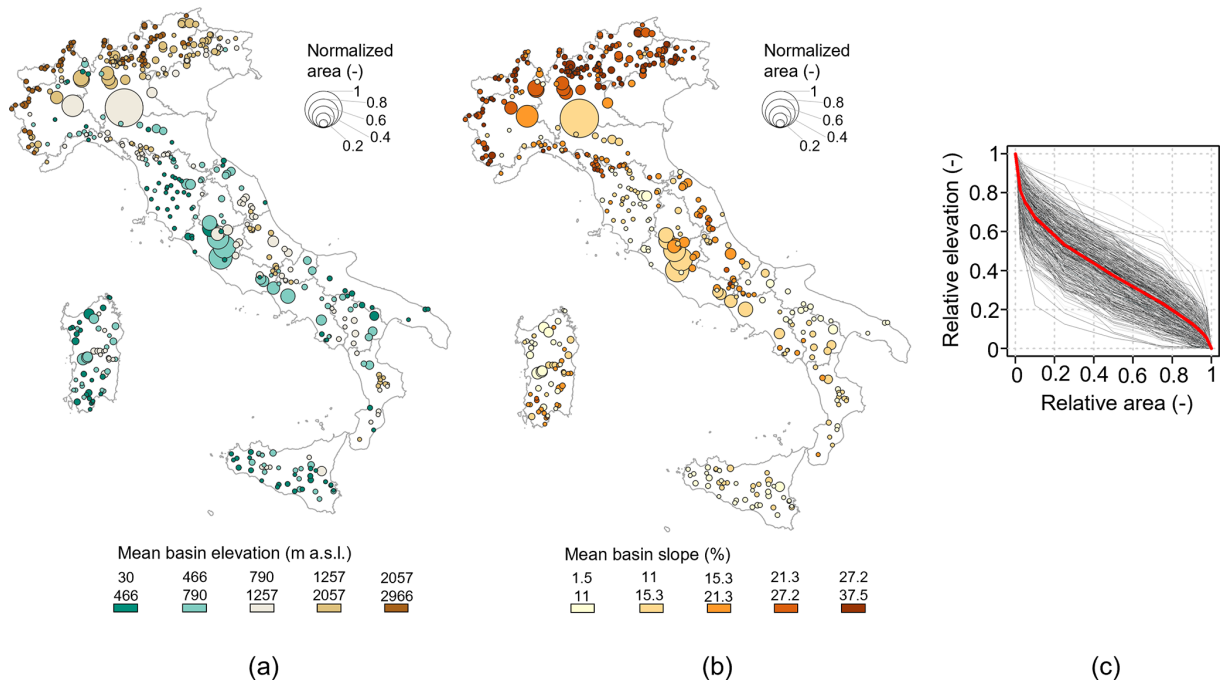 Normalized
area (-)
1
0.8
0.6
0.4
0.2
Mean basin elevation (m a.s.l.)
30 466 790 1257 2057
466 790 1257 2057 2966
(a)
Normalized
area (-)
1
0.8
0.6
0.4
0.2
Mean basin slope (%)
1.5 11 15.3 21.3 27.2
11 15.3 21.3 27.2 37.5
(b)
Relative elevation (-)
1
0.8
0.6
0.4
0.2
0
0 0.2 0.4 0.6 0.8 1
Relative area (-)
(c)